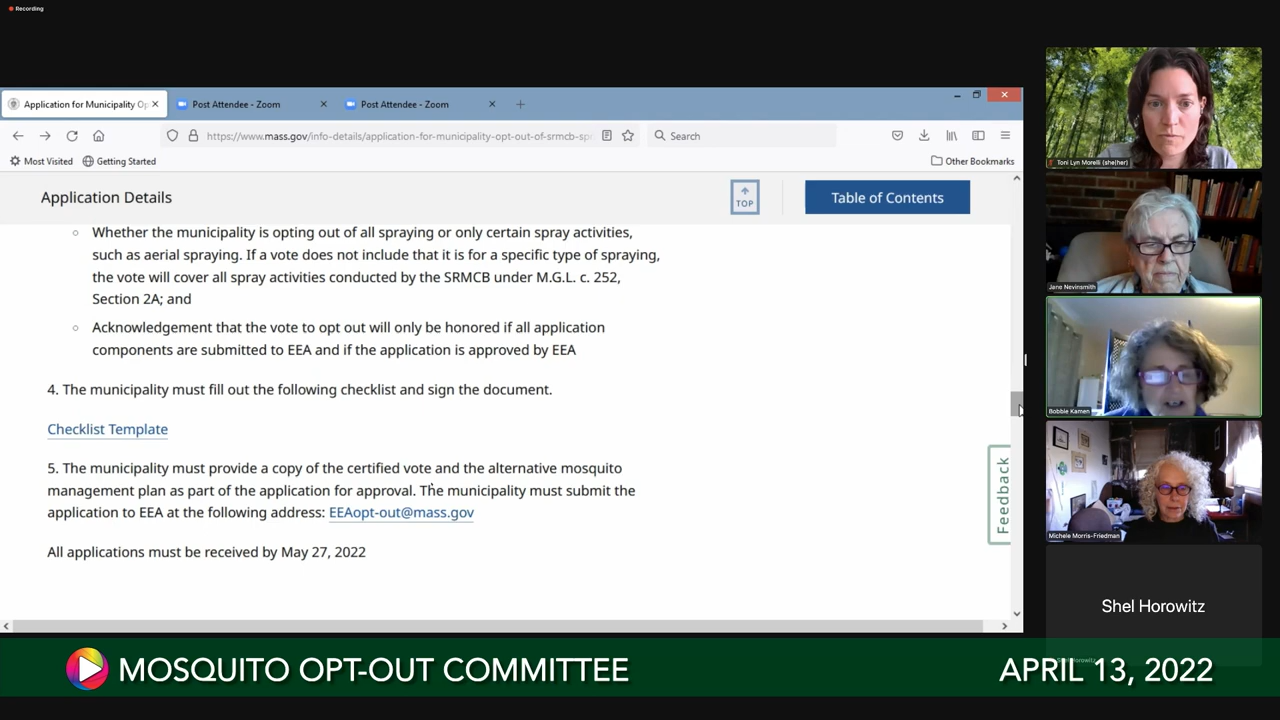 Recording
Application for Municipality Op
Post Attendee - Zoom
Post Attendee - Zoom
https://www.mass.gov/info-details/application-for-municipality-opt-out-of-srmcb-sp
Search
Most Visited
Getting Started
Other Bookmarks
Application Details
TOP
Table of Contents
Whether the municipality is opting out of all spraying or only certain spray activities,
such as aerial spraying. If a vote does not include that it is for a specific type of spraying,
the vote will cover all spray activities conducted by the SRMCB under M.G.L. c. 252,
Section 2A; and
Acknowledgement that the vote to opt out will only be honored if all application
components are submitted to EEA and if the application is approved by EEA
4. The municipality must fill out the following checklist and sign the document.
Checklist Template
5. The municipality must provide a copy of the certified vote and the alternative mosquito
management plan as part of the application for approval. The municipality must submit the
application to EEA at the following address: EEAopt-out@mass.gov
All applications must be received by May 27, 2022
Feedback
Toni Lyn Morelli (she|her)
Jane Nevinsmith
Bobbie Kamen
Michele Morris-Friedman
Shel Horowitz
Shel Horowitz
MOSQUITO OPT-OUT COMMITTEE
APRIL 13, 2022